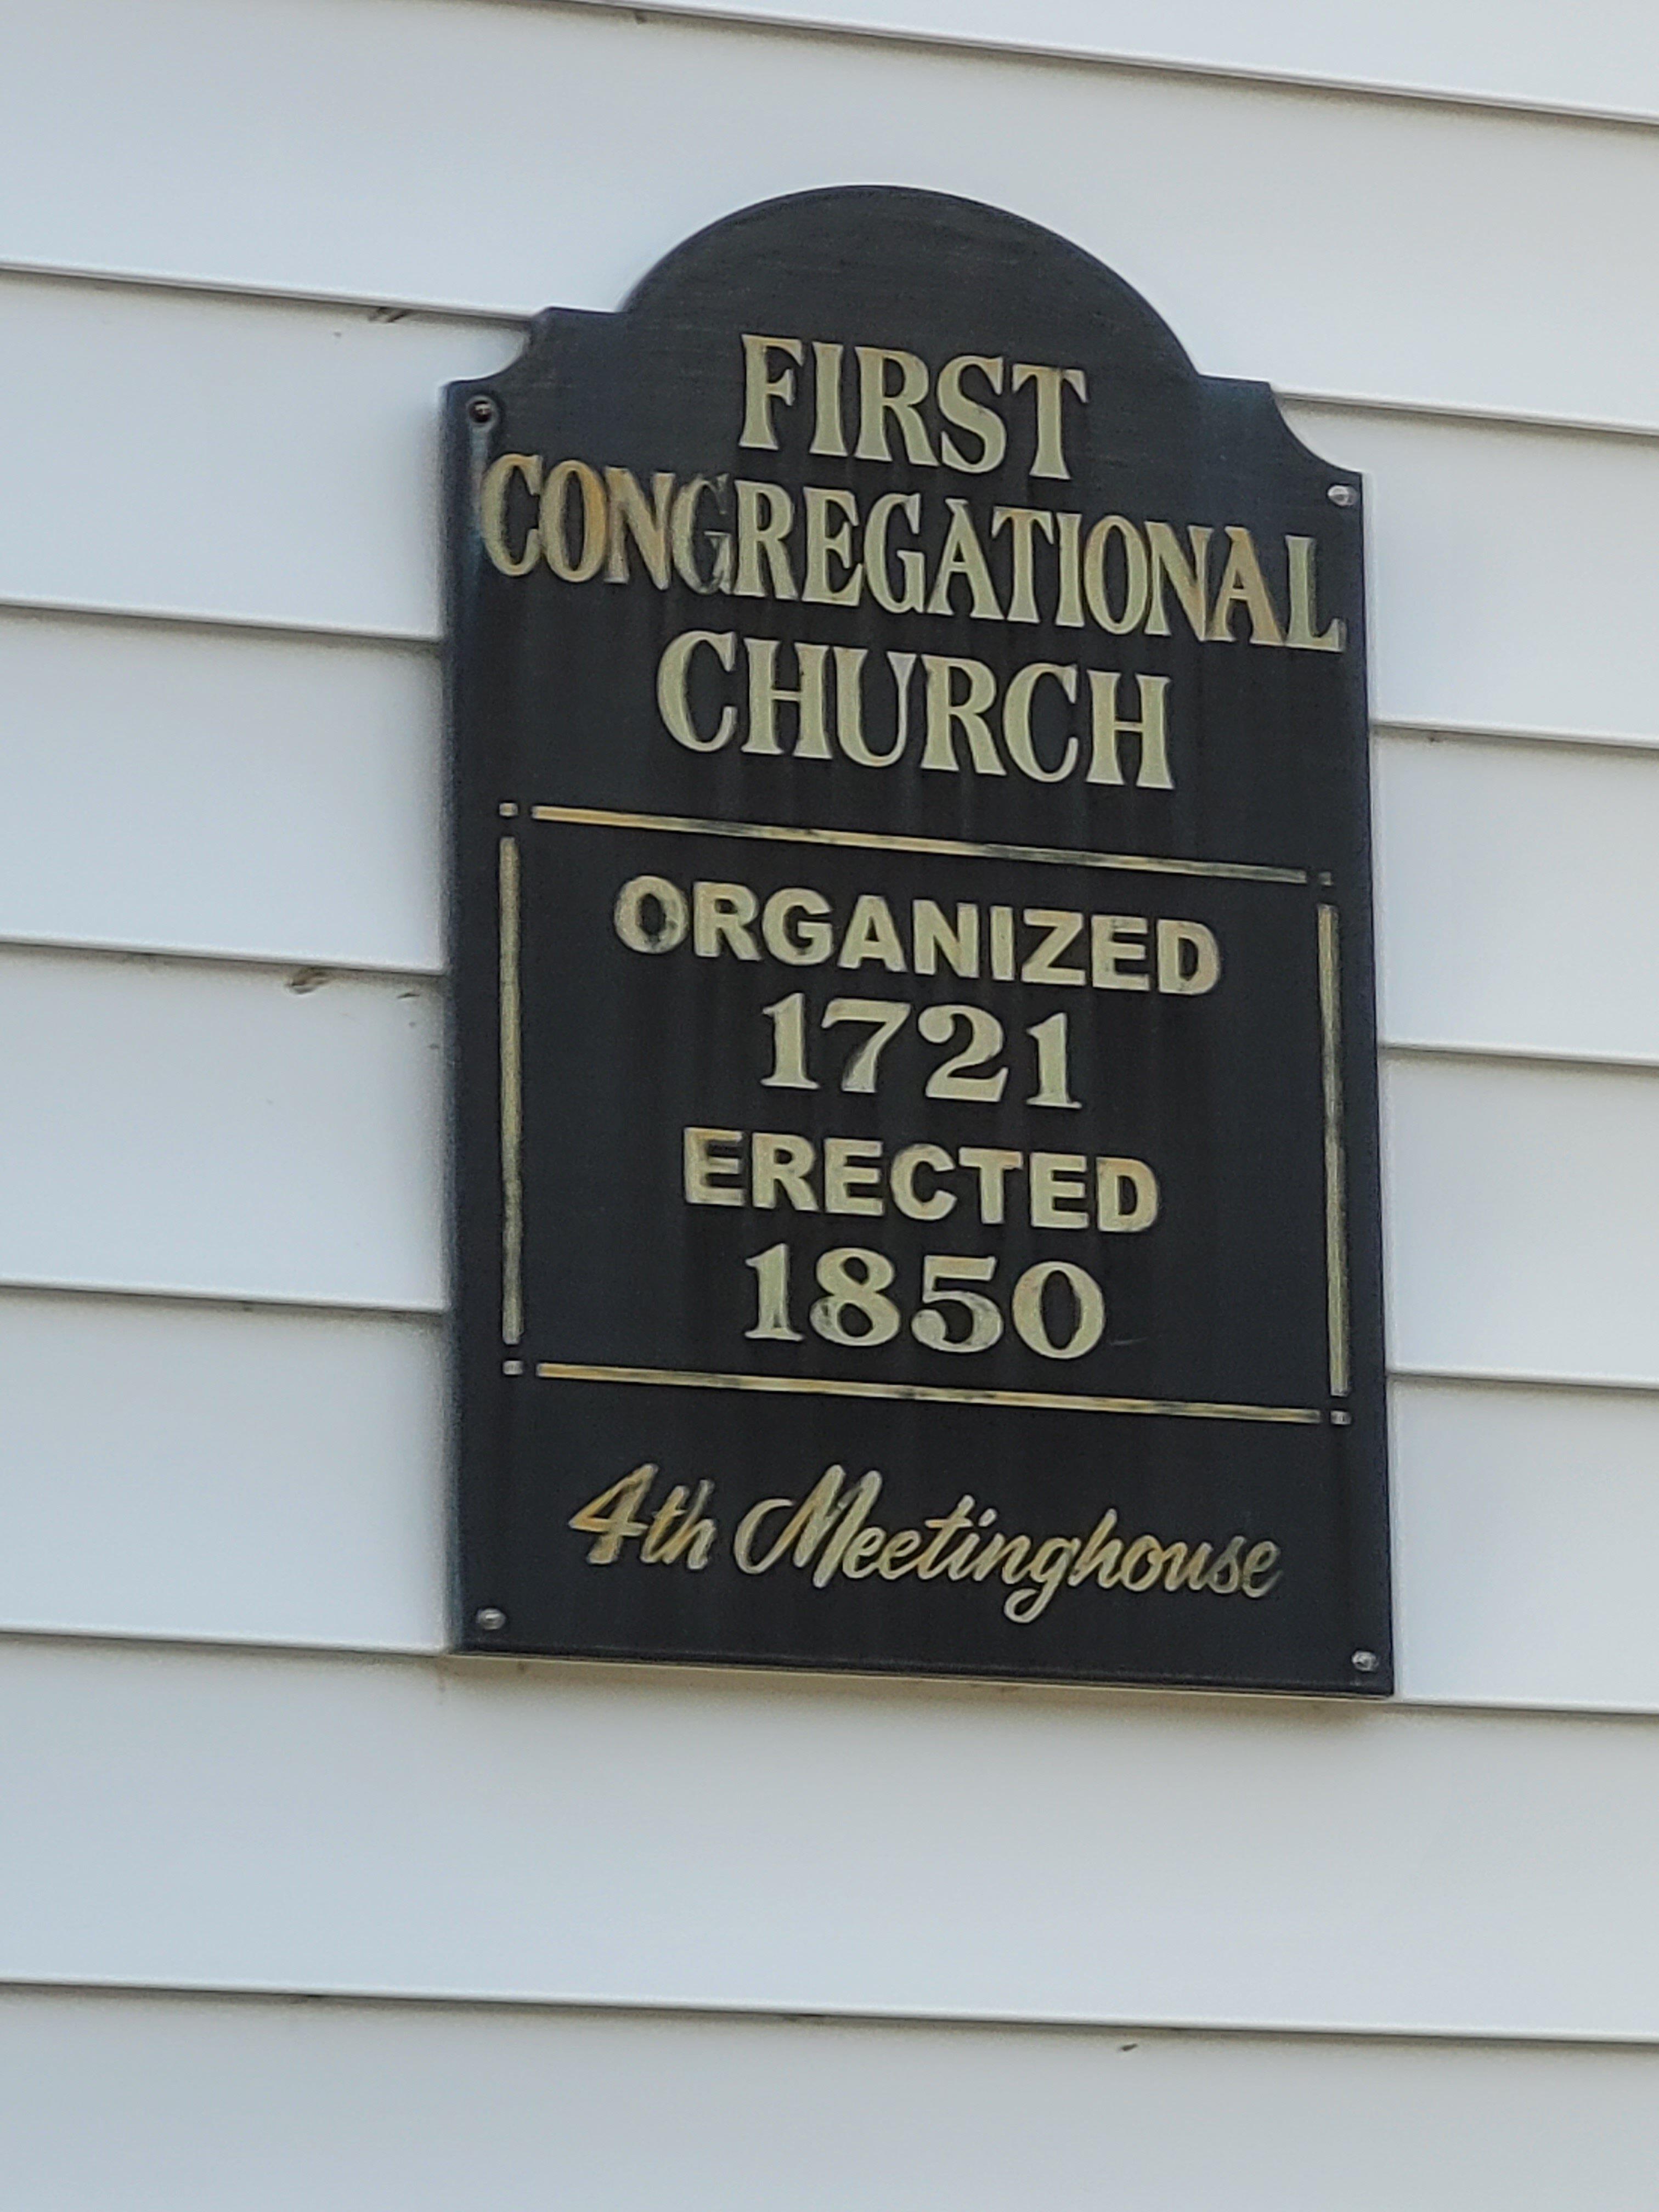 FIRST
CONGREGATIONAL
CHURCH
ORGANIZED
1721
ERECTED
1850
4th Meetinghouse